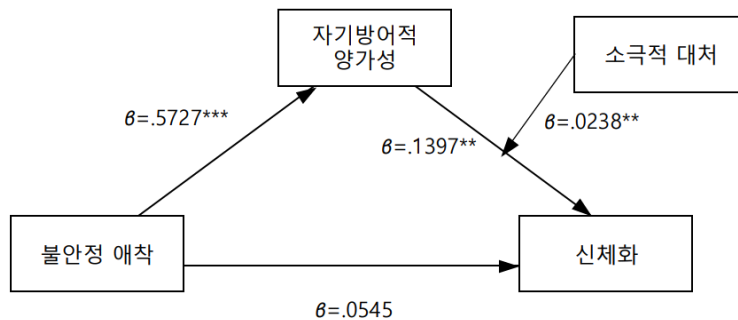 자기방어적
양가성
소극적 대처
β=.5727***
β=.0238**
β=.1397**
불안정 애착
신체화
β=.0545